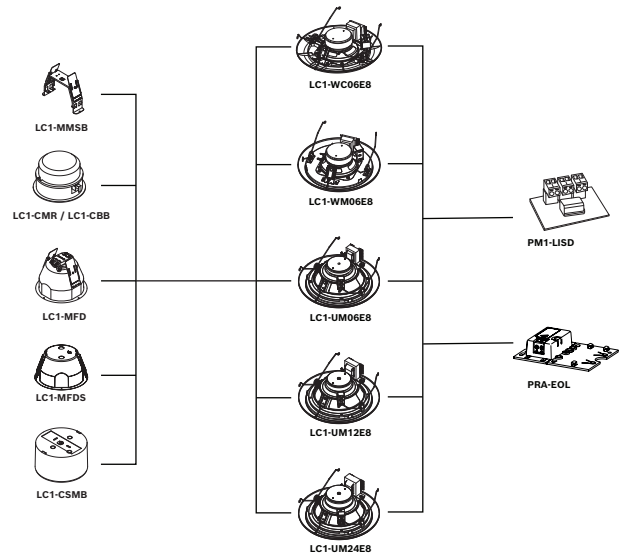 LC1-MMSB
LC1-CMR / LC1-CBB
LC1-MFD
LC1-MFDS
LC1-CSMB
LC1-WC06E8
LC1-WM06E8
LC1-UM06E8
LC1-UM12E8
LC1-UM24E8
PM1-LISD
PRA-EOL